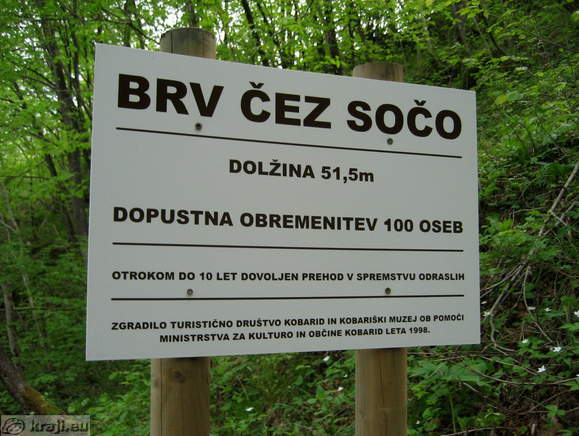 BRV ČEZ SOČO
DOLŽINA 51,5m
DOPUSTNA OBREMENITEV 100 OSEB
OTROKOM DO 10 LET DOVOLJEN PREHOD V SPREMSTVU ODRASLIH
ZGRADILO TURISTIČNO DRUŠTVO KOBARID IN KOBARIŠKI MUZEJ OB POMOČI
MINISTRSTVA ZA KULTURO IN OBČINE KOBARID LETA 1998.
kraji.eu